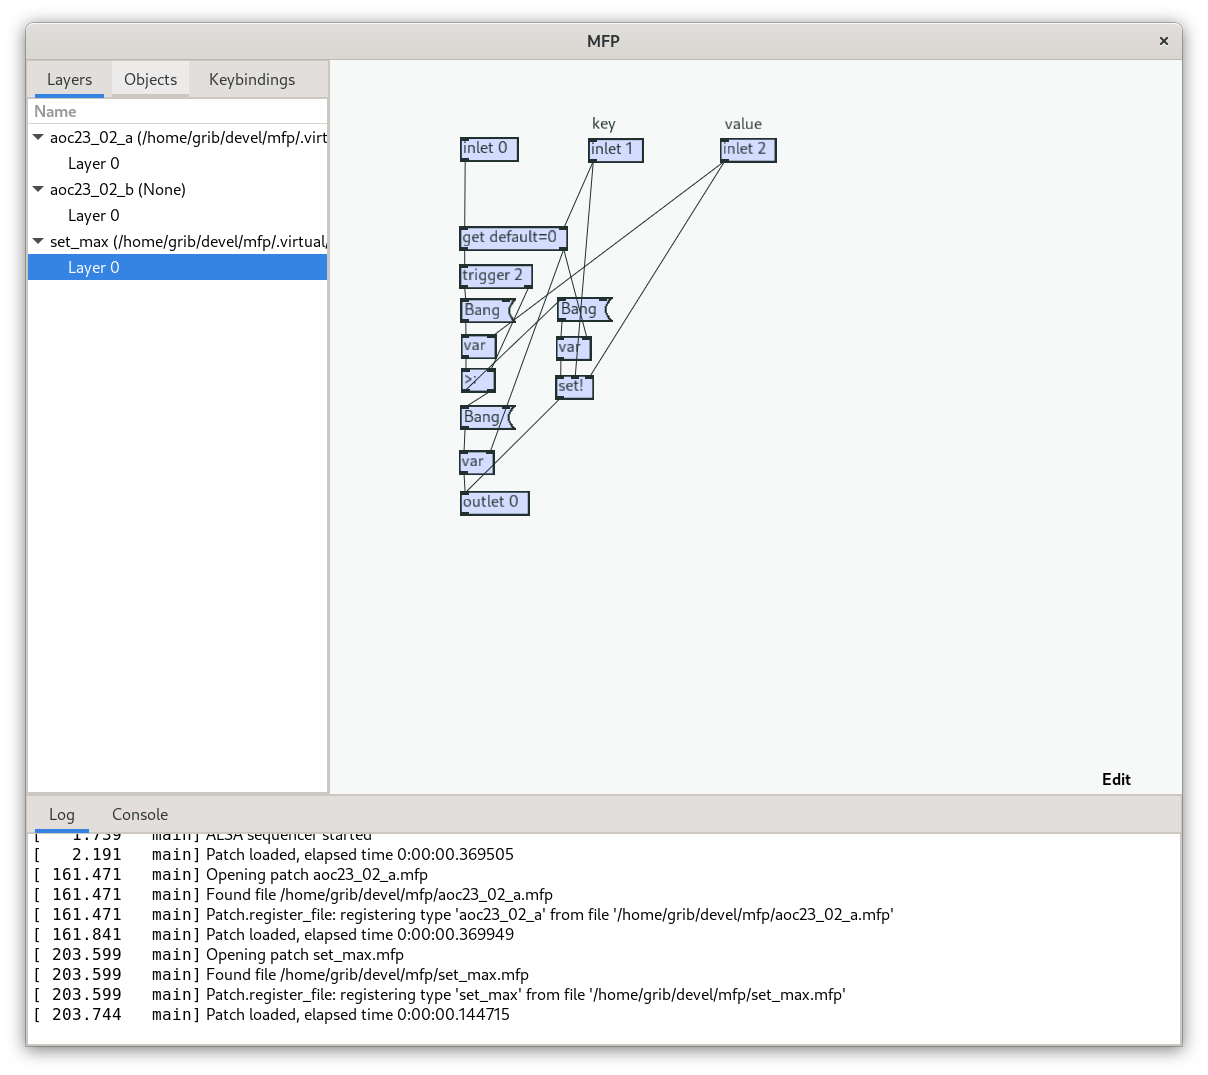 MFP
Layers Objects Keybindings
Name
aoc23_02_a (/home/grib/devel/mfp/.virt
Layer 0
aoc23_02_b (None)
Layer 0
set_max (/home/grib/devel/mfp/.virtual/
Layer 0
key value
inlet 0 inlet 1 inlet 2
get default=0
trigger 2
Bang Bang
var var
set!
Bang
var
outlet 0
Edit
Log Console
[ 1.739 main] ALSA sequencer started
[ 2.191 main] Patch loaded, elapsed time 0:00:00.369505
[ 161.471 main] Opening patch aoc23_02_a.mfp
[ 161.471 main] Found file /home/grib/devel/mfp/aoc23_02_a.mfp
[ 161.471 main] Patch.register_file: registering type 'aoc23_02_a' from file '/home/grib/devel/mfp/aoc23_02_a.mfp'
[ 161.841 main] Patch loaded, elapsed time 0:00:00.369949
[ 203.599 main] Opening patch set_max.mfp
[ 203.599 main] Found file /home/grib/devel/mfp/set_max.mfp
[ 203.599 main] Patch.register_file: registering type 'set_max' from file '/home/grib/devel/mfp/set_max.mfp'
[ 203.744 main] Patch loaded, elapsed time 0:00:00.144715